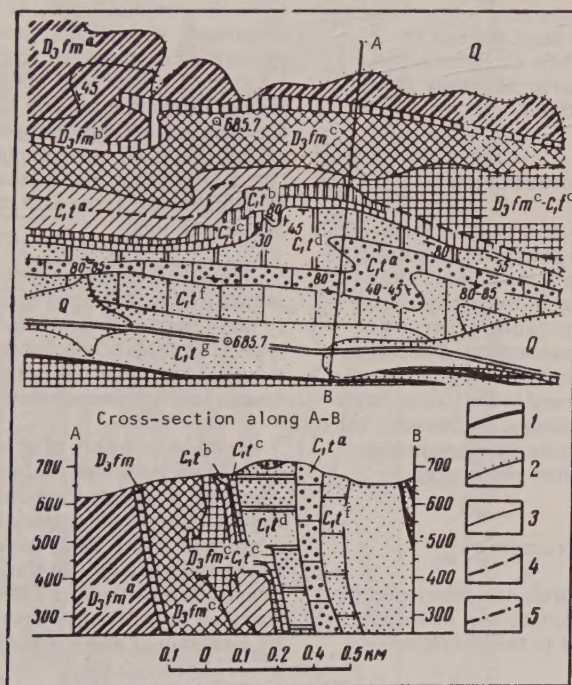 A
Q
D₃fmᵃ
45
D₃fmᵇ
685.7
D₃fmᶜ
C₁tᵃ
C₁tᵇ
C₁tᶜ
80
30
45
C₁tᵈ
D₃fmᶜ-C₁tᶜ
80
55
C₁tᵃ
80-85
80
40-45
80-85
Q
C₁tᶠ
C₁tᵍ
685.7
Q
B
Cross-section along A-B
A
B
D₃fm
C₁tᵇ
C₁tᶜ
C₁tᵃ
700
600
500
400
300
700
600
500
400
300
C₁tᵈ
C₁tᶠ
D₃fmᶜ-C₁tᶜ
D₃fmᵃ
D₃fmᶜ
0.1 0 0.1 0.2 0.4 0.5 км
1
2
3
4
5